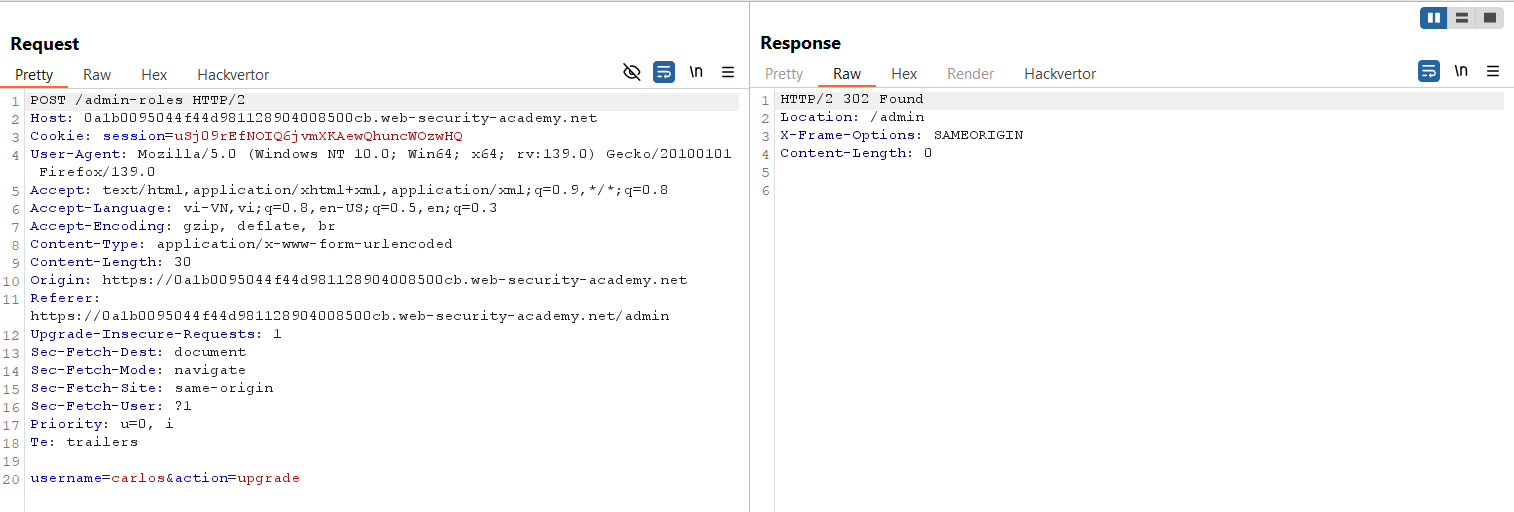 Request
Pretty Raw Hex Hackvertor \n
1 POST /admin-roles HTTP/2
2 Host: 0a1b0095044f44d981128904008500cb.web-security-academy.net
3 Cookie: session=uSj09rEfNOIQ6jvmXKAewQhuncWOzwHQ
4 User-Agent: Mozilla/5.0 (Windows NT 10.0; Win64; x64; rv:139.0) Gecko/20100101
Firefox/139.0
5 Accept: text/html,application/xhtml+xml,application/xml;q=0.9,*/*;q=0.8
6 Accept-Language: vi-VN,vi;q=0.8,en-US;q=0.5,en;q=0.3
7 Accept-Encoding: gzip, deflate, br
8 Content-Type: application/x-www-form-urlencoded
9 Content-Length: 30
10 Origin: https://0a1b0095044f44d981128904008500cb.web-security-academy.net
11 Referer:
https://0a1b0095044f44d981128904008500cb.web-security-academy.net/admin
12 Upgrade-Insecure-Requests: 1
13 Sec-Fetch-Dest: document
14 Sec-Fetch-Mode: navigate
15 Sec-Fetch-Site: same-origin
16 Sec-Fetch-User: ?1
17 Priority: u=0, i
18 Te: trailers
19
20 username=carlos&action=upgrade
Response
Pretty Raw Hex Render Hackvertor \n
1 HTTP/2 302 Found
2 Location: /admin
3 X-Frame-Options: SAMEORIGIN
4 Content-Length: 0
5
6